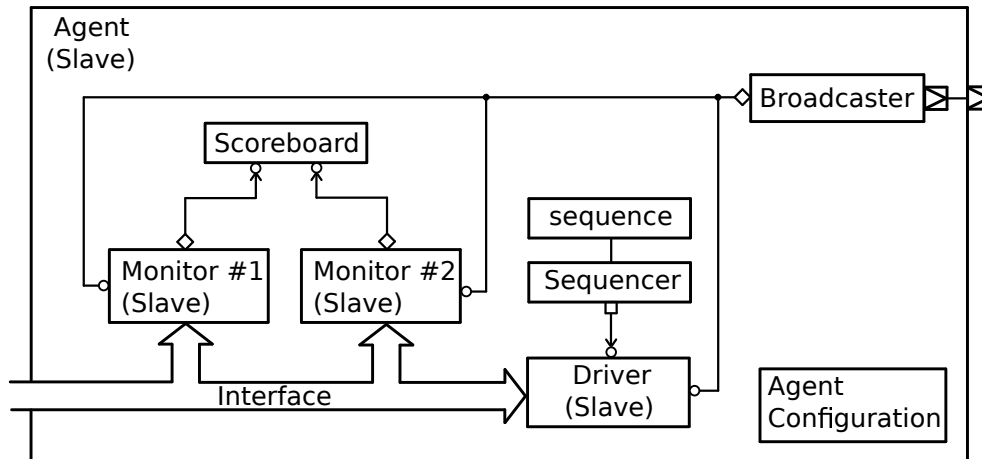 Agent
(Slave)
Broadcaster
Scoreboard
sequence
Monitor #1
(Slave)
Monitor #2
(Slave)
Sequencer
Interface
Driver
(Slave)
Agent
Configuration